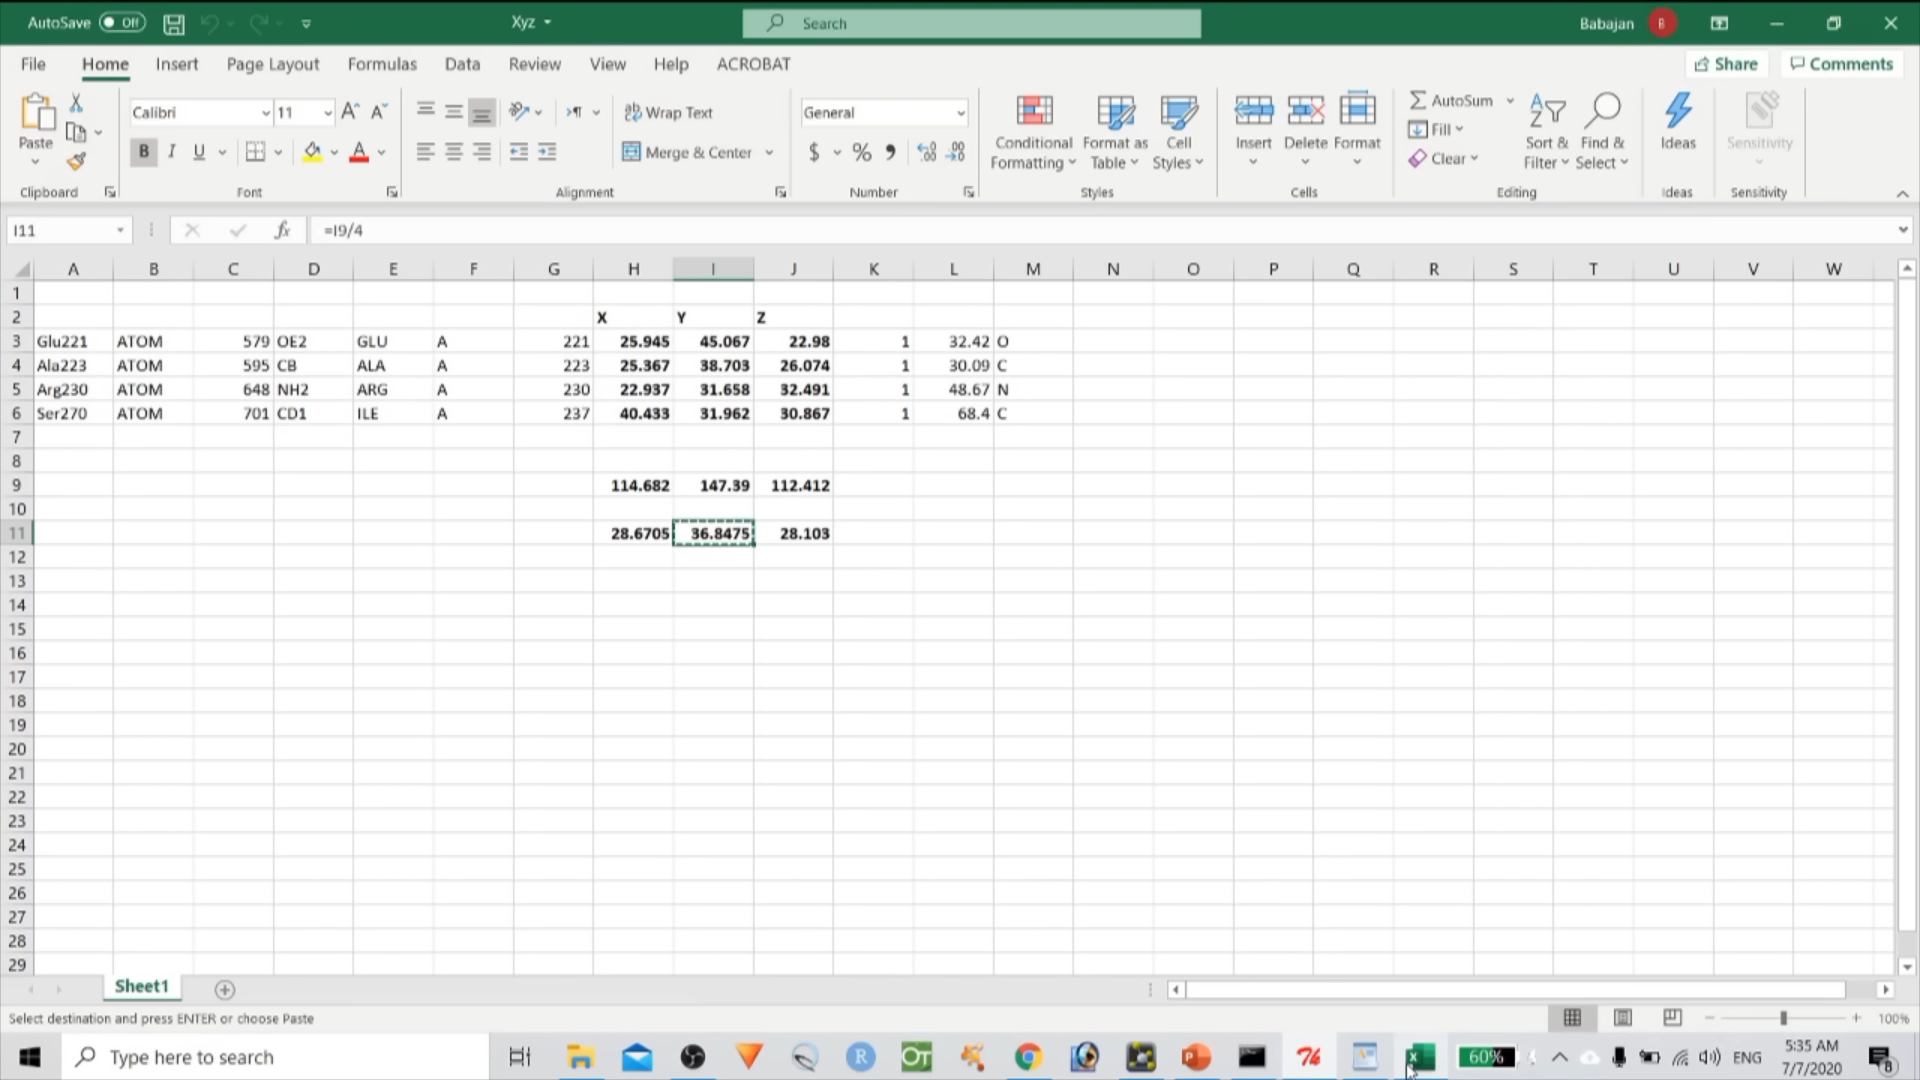 AutoSave Off Xyz Search Babajan B
File Home Insert Page Layout Formulas Data Review View Help ACROBAT Share Comments
Paste Calibri 11 Wrap Text General Conditional Formatting Format as Table Cell Styles Insert Delete Format AutoSum Sort & Filter Find & Select Ideas Sensitivity
B I U Merge & Center $ % Fill
Clear
Clipboard Font Alignment Number Styles Cells Editing Ideas Sensitivity
I11 fx =I9/4
A B C D E F G H I J K L M N O P Q R S T U V W
1
2 X Y Z
3 Glu221 ATOM 579 OE2 GLU A 221 25.945 45.067 22.98 1 32.42 O
4 Ala223 ATOM 595 CB ALA A 223 25.367 38.703 26.074 1 30.09 C
5 Arg230 ATOM 648 NH2 ARG A 230 22.937 31.658 32.491 1 48.67 N
6 Ser270 ATOM 701 CD1 ILE A 237 40.433 31.962 30.867 1 68.4 C
7
8
9 114.682 147.39 112.412
10
11 28.6705 36.8475 28.103
12
13
14
15
16
17
18
19
20
21
22
23
24
25
26
27
28
29
Sheet1
Select destination and press ENTER or choose Paste 100%
Type here to search R OT 76 60% ENG 5:35 AM
7/7/2020 8